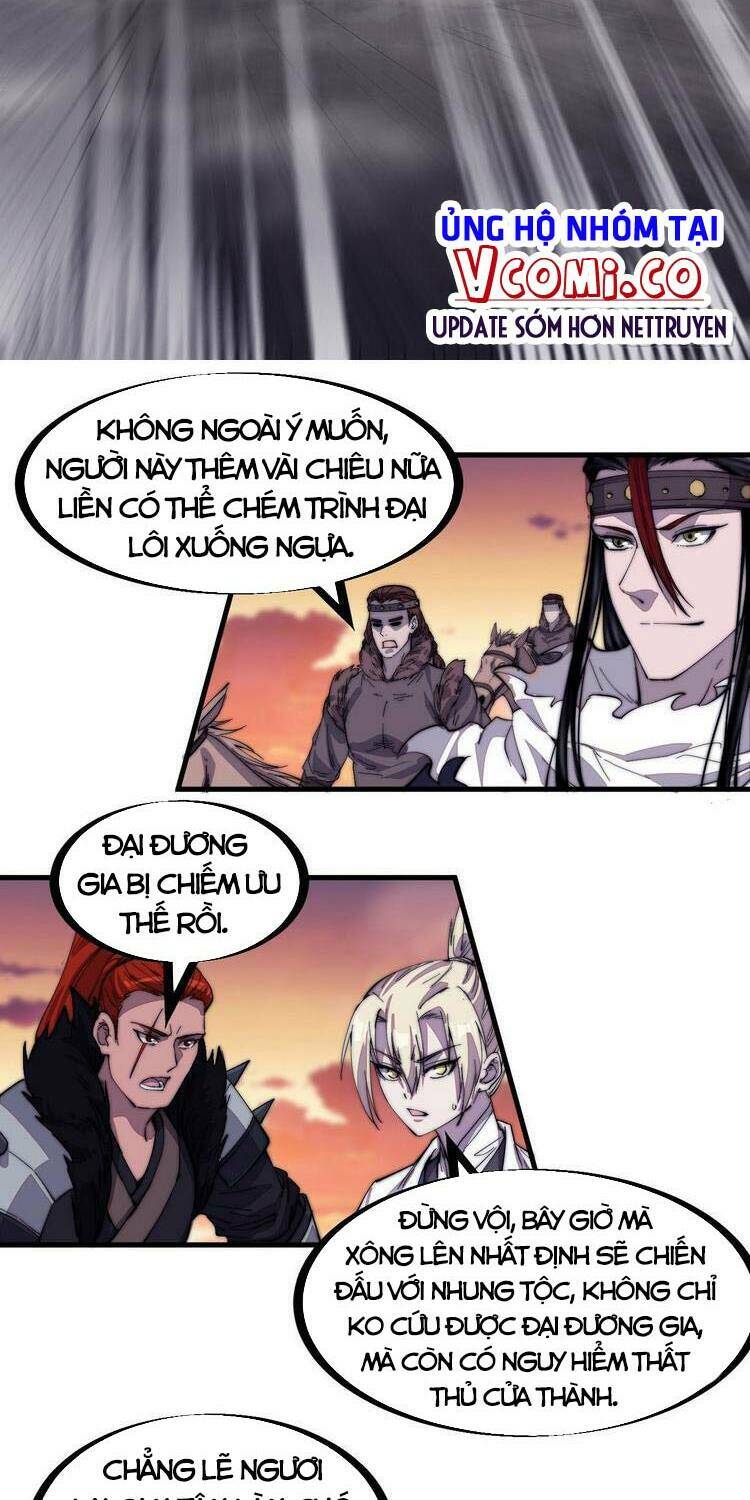 ỦNG HỘ NHÓM TẠI
VCOMI.CO
UPDATE SỚM HƠN NETTRUYEN
KHÔNG NGOÀI Ý MUỐN,
NGƯỜI NÀY THÊM VÀI CHIÊU NỮA
LIỀN CÓ THỂ CHÉM TRÌNH ĐẠI
LÔI XUỐNG NGỰA.
ĐẠI ĐƯƠNG
GIA BỊ CHIẾM ƯU
THẾ RỒI.
ĐỪNG VỘI, BÂY GIỜ MÀ
XÔNG LÊN NHẤT ĐỊNH SẼ CHIẾN
ĐẤU VỚI NHUNG TỘC, KHÔNG CHỈ
KO CỨU ĐƯỢC ĐẠI ĐƯƠNG GIA,
MÀ CÒN CÓ NGUY HIỂM THẤT
THỦ CỬA THÀNH.
CHẲNG LẼ NGƯƠI